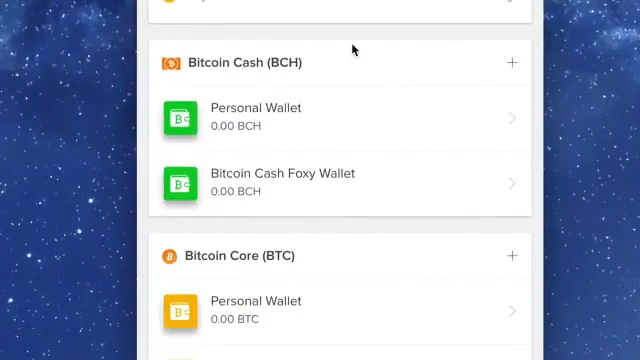 Bitcoin Cash (BCH)
Personal Wallet
0.00 BCH
Bitcoin Cash Foxy Wallet
0.00 BCH
Bitcoin Core (BTC)
Personal Wallet
0.00 BTC